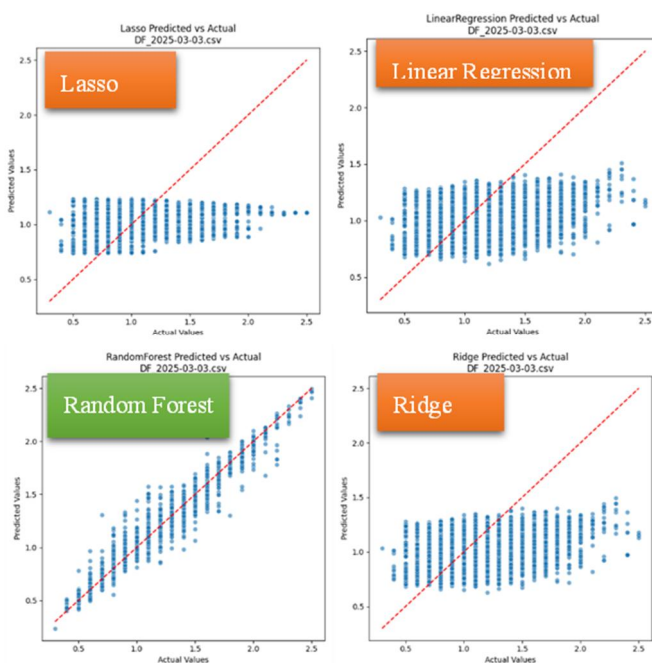 Lasso Predicted vs Actual
DF_2025-03-03.csv
Lasso
2.5
2.0
1.5
1.0
0.5
Predicted Values
0.5
1.0
1.5
2.0
2.5
Actual Values
LinearRegression Predicted vs Actual
DF_2025-03-03.csv
Linear Regression
2.5
2.0
1.5
1.0
0.5
Predicted Values
0.5
1.0
1.5
2.0
2.5
Actual Values
RandomForest Predicted vs Actual
DF_2025-03-03.csv
Random Forest
2.5
2.0
1.5
1.0
0.5
Predicted Values
0.5
1.0
1.5
2.0
2.5
Actual Values
Ridge Predicted vs Actual
DF_2025-03-03.csv
Ridge
2.5
2.0
1.5
1.0
0.5
Predicted Values
0.5
1.0
1.5
2.0
2.5
Actual Values